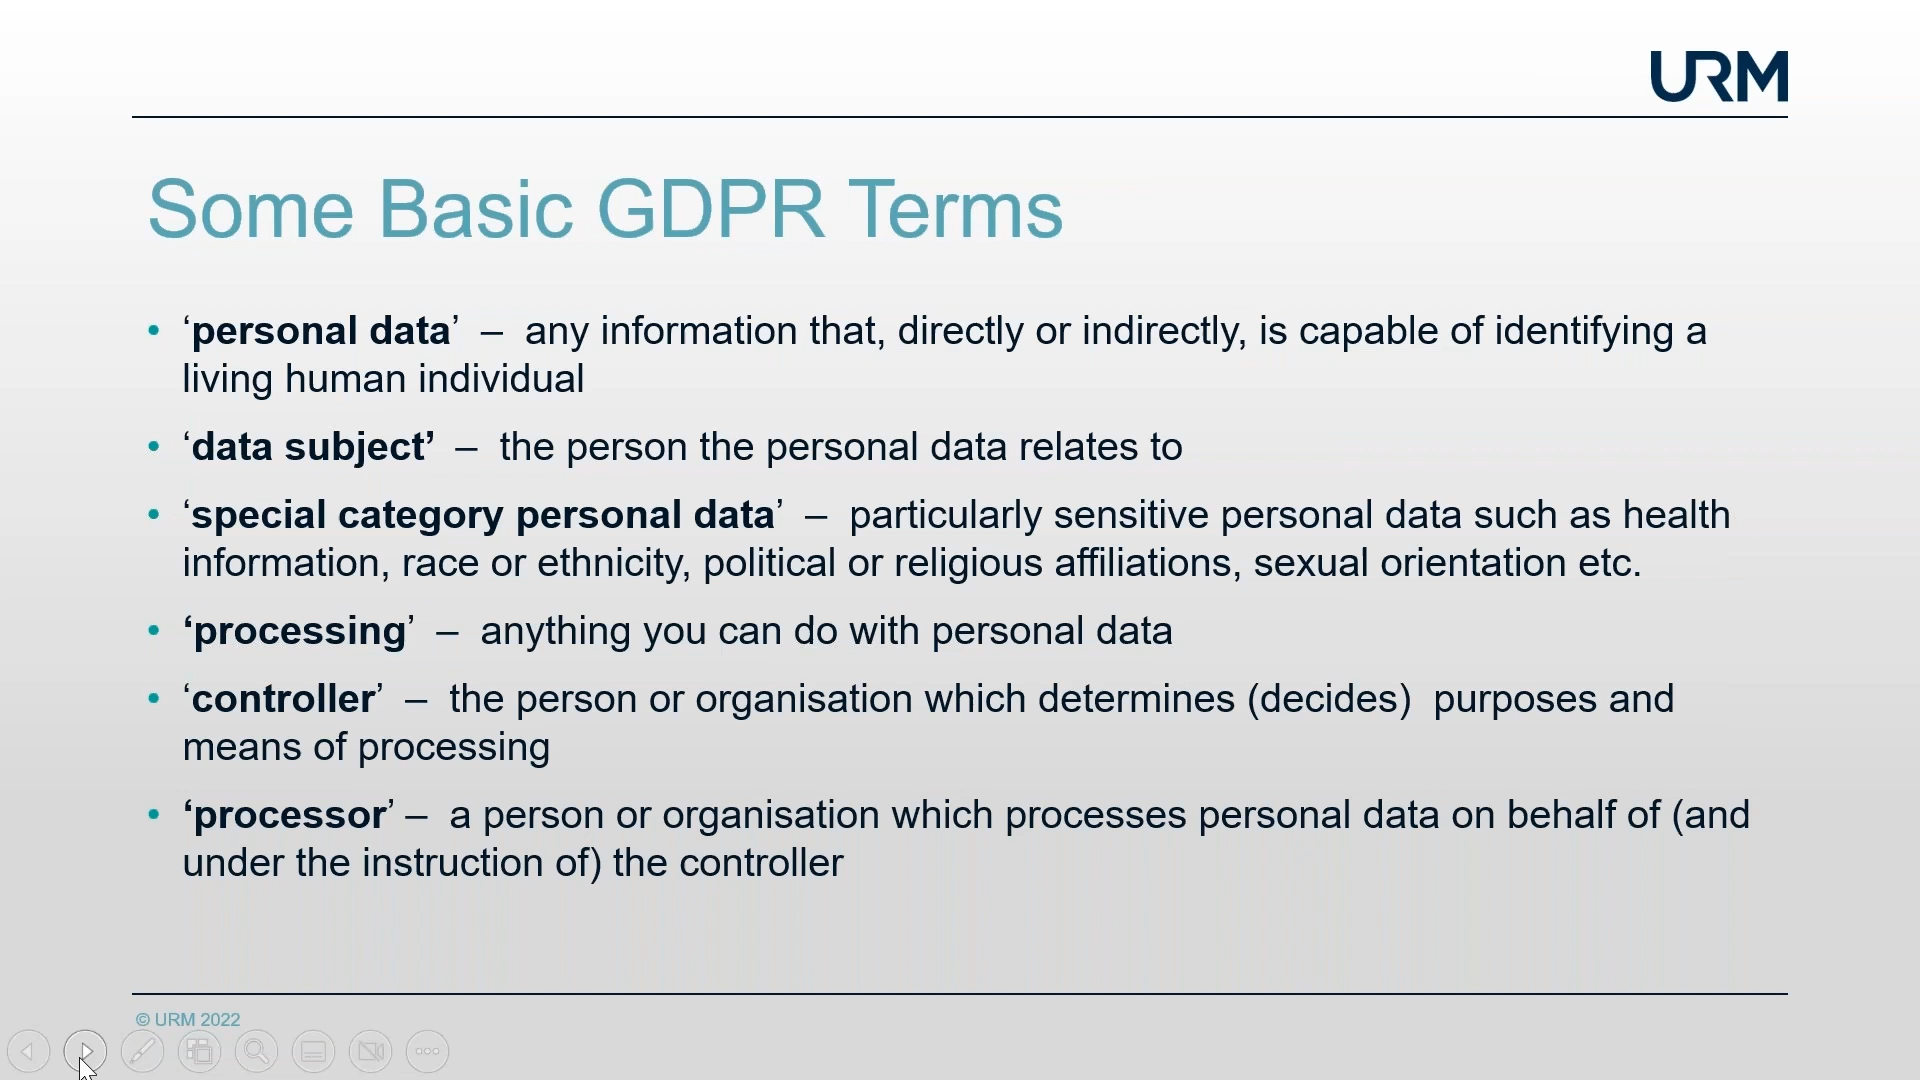 URM
Some Basic GDPR Terms
• ‘personal data’ – any information that, directly or indirectly, is capable of identifying a
living human individual
• ‘data subject’ – the person the personal data relates to
• ‘special category personal data’ – particularly sensitive personal data such as health
information, race or ethnicity, political or religious affiliations, sexual orientation etc.
• ‘processing’ – anything you can do with personal data
• ‘controller’ – the person or organisation which determines (decides) purposes and
means of processing
• ‘processor’ – a person or organisation which processes personal data on behalf of (and
under the instruction of) the controller
© URM 2022